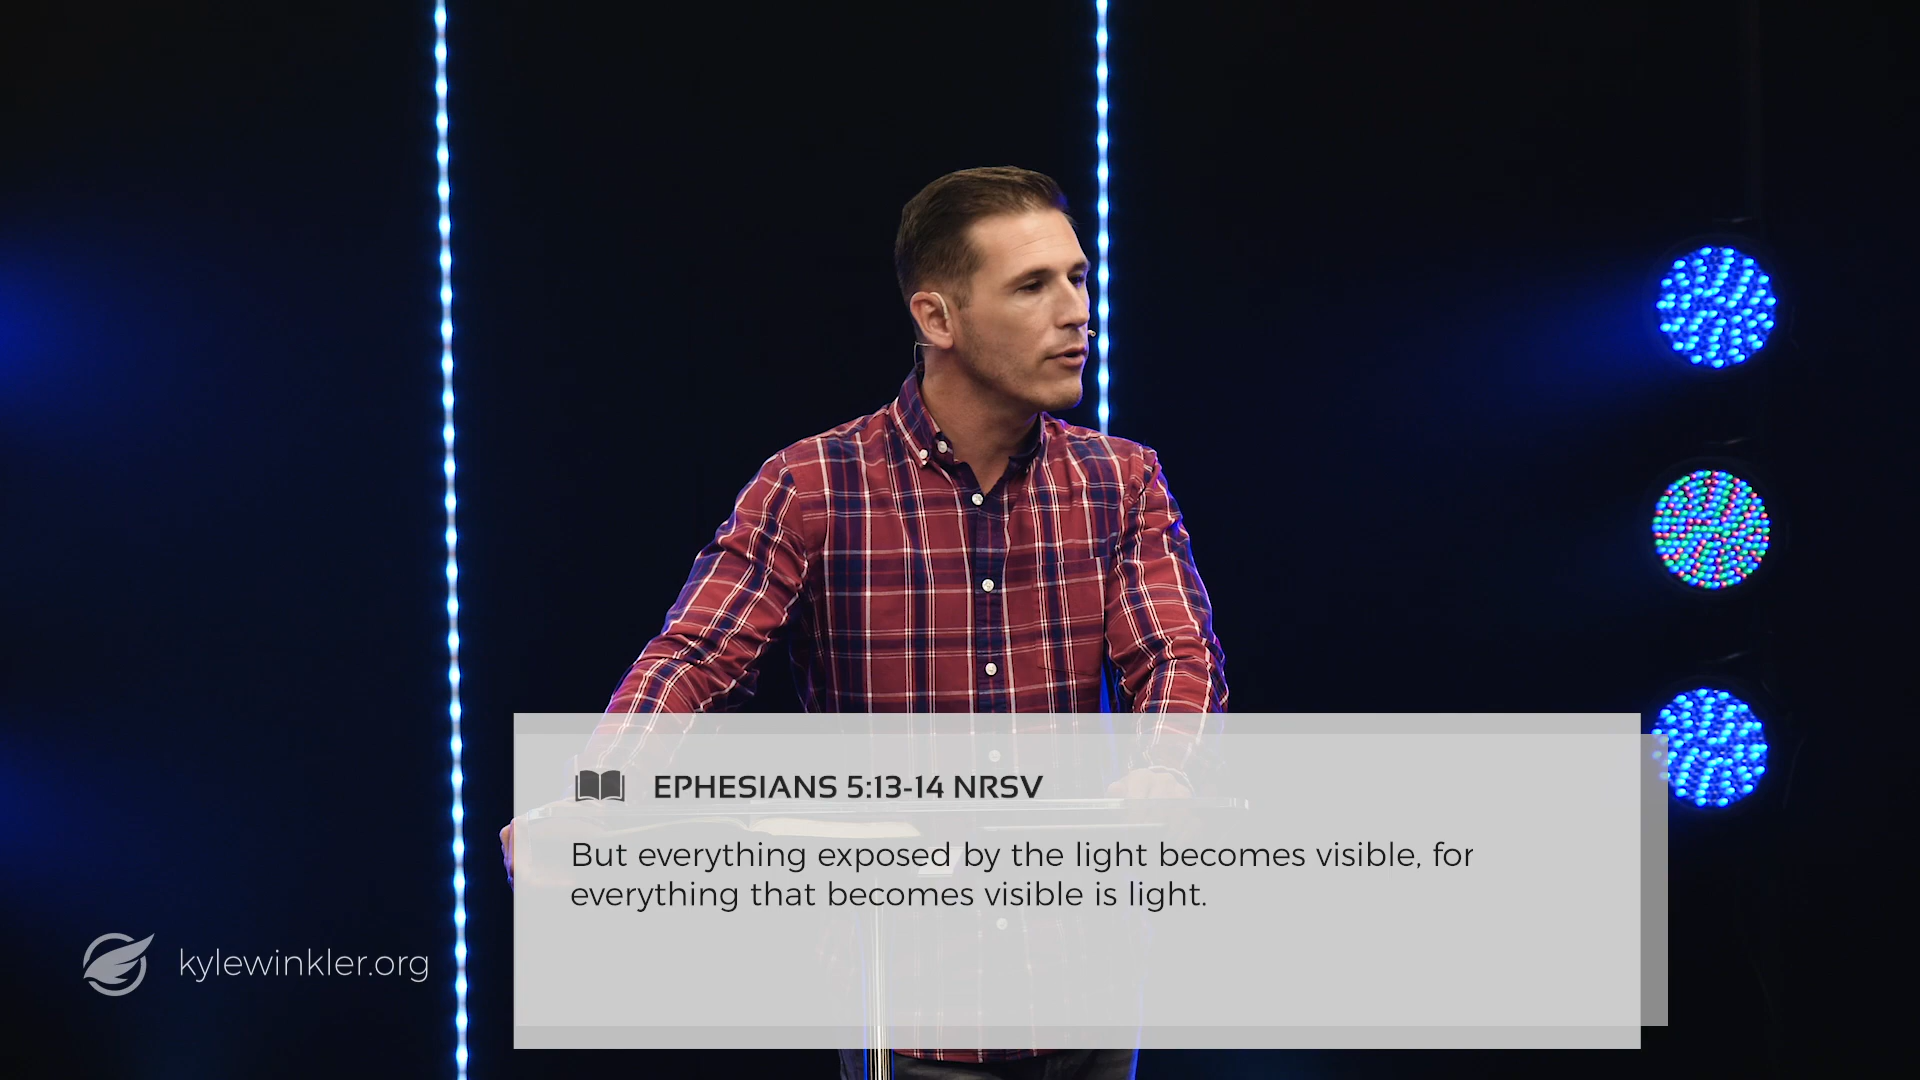 EPHESIANS 5:13-14 NRSV
But everything exposed by the light becomes visible, for
everything that becomes visible is light.
kylewinkler.org